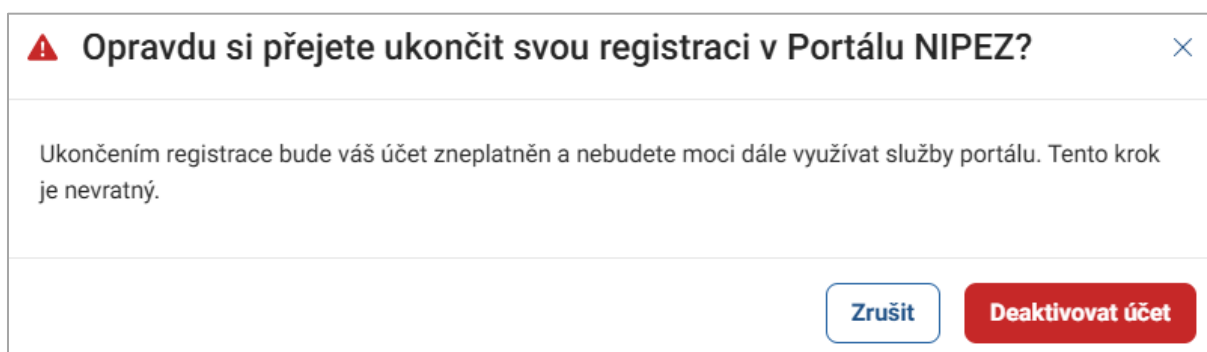 Opravdu si přejete ukončit svou registraci v Portálu NIPEZ?
Ukončením registrace bude váš účet zneplatněn a nebudete moci dále využívat služby portálu. Tento krok
je nevratný.
Zrušit
Deaktivovat účet